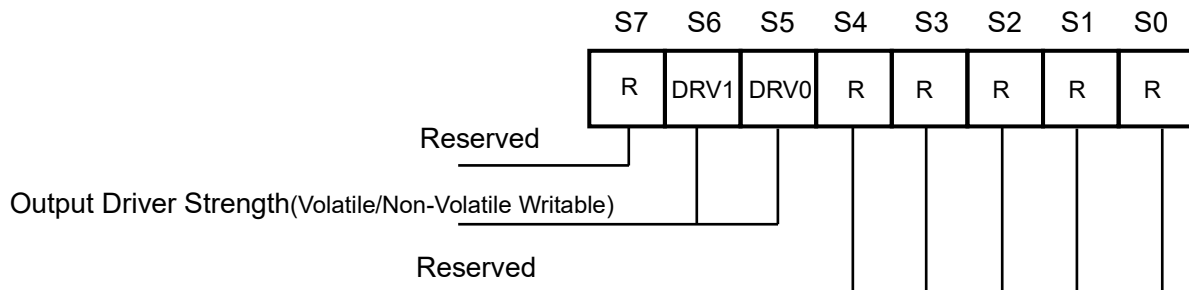 S7 S6 S5 S4 S3 S2 S1 S0
R DRV1 DRV0 R R R R R
Reserved
Output Driver Strength(Volatile/Non-Volatile Writable)
Reserved